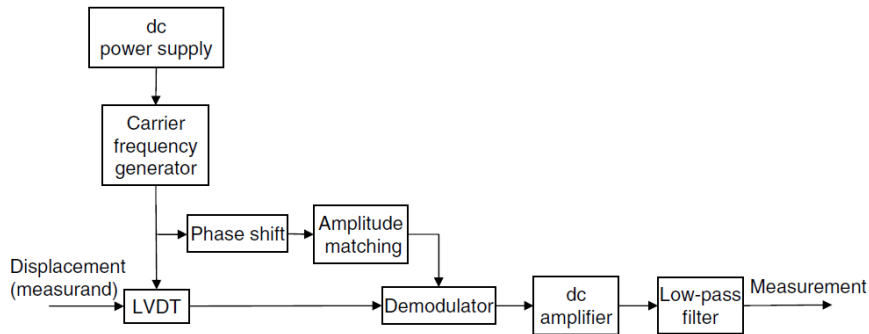 dc
power supply
Carrier
frequency
generator
Phase shift
Amplitude
matching
Displacement
(measurand)
LVDT
Demodulator
dc
amplifier
Low-pass
filter
Measurement